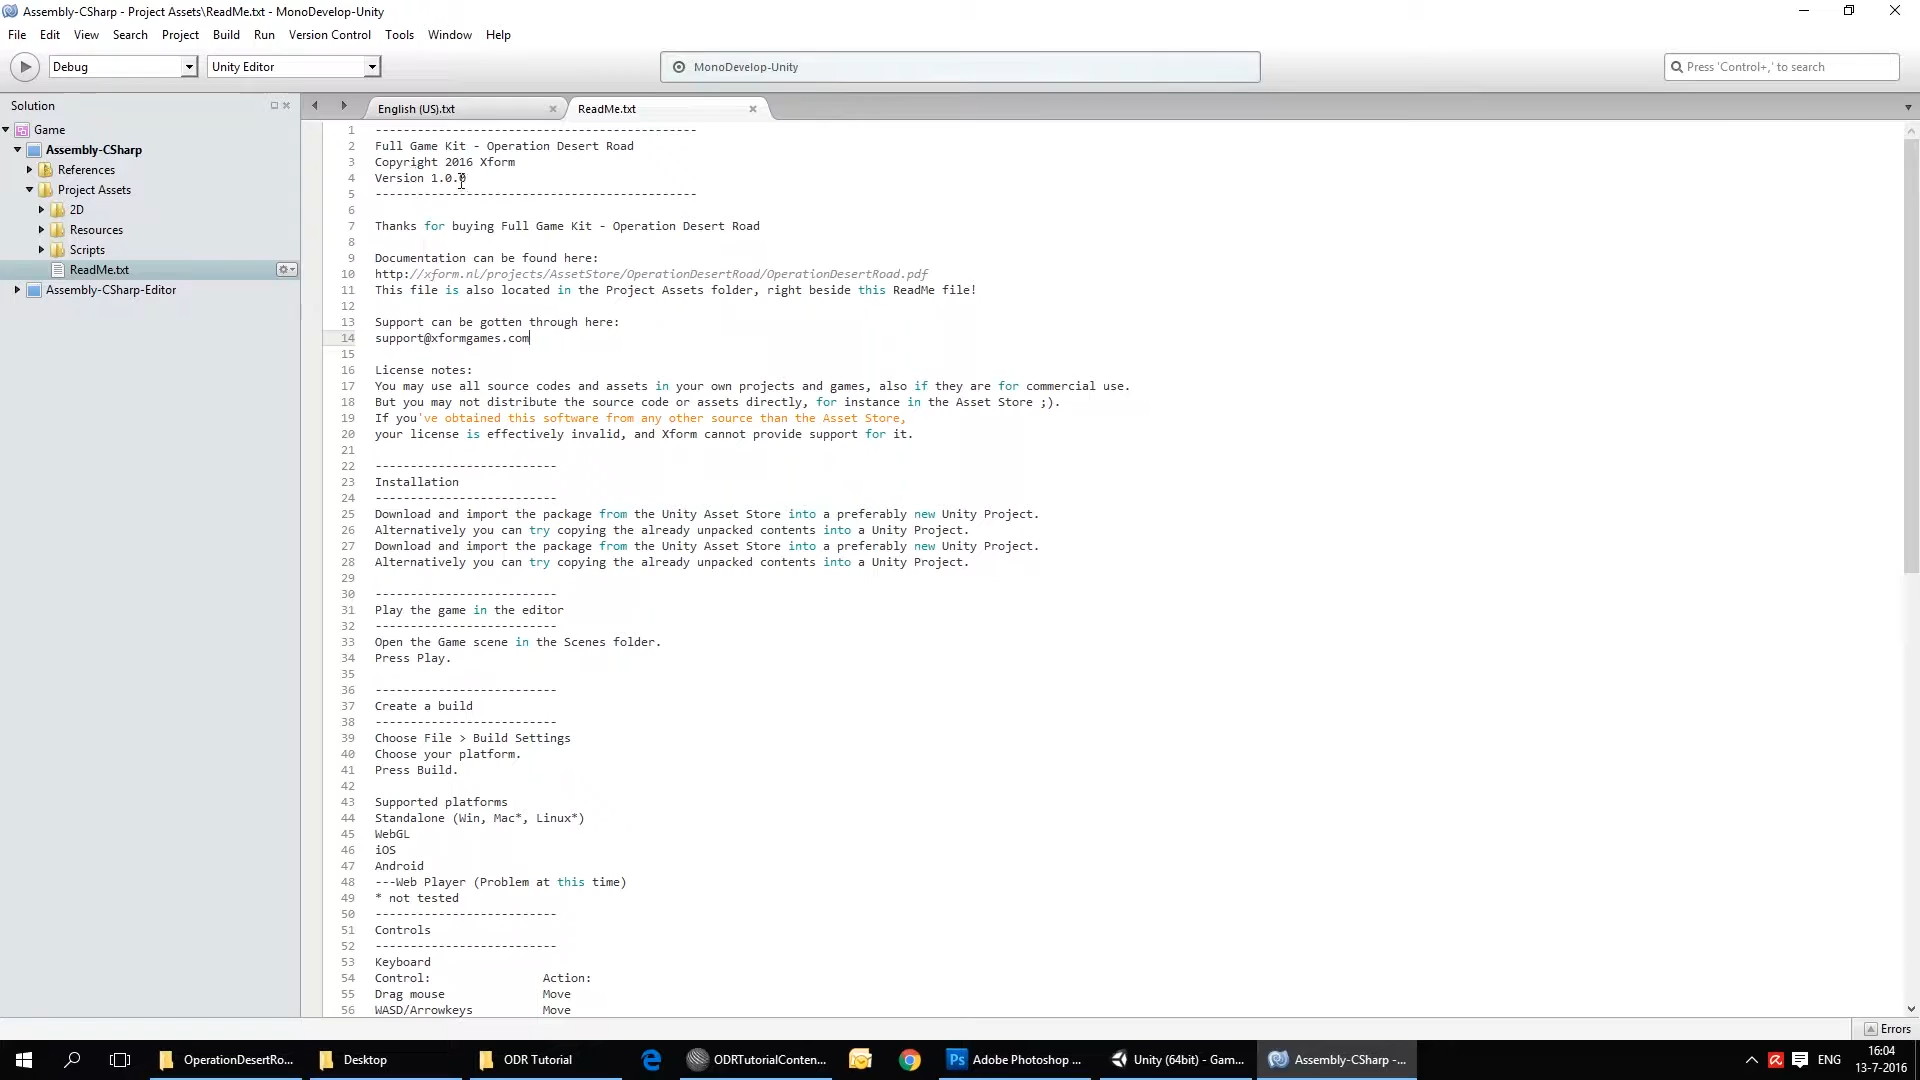 Assembly-CSharp - Project Assets\ReadMe.txt - MonoDevelop-Unity
File Edit View Search Project Build Run Version Control Tools Window Help
Debug Unity Editor MonoDevelop-Unity Press 'Control+,' to search
Solution English (US).txt ReadMe.txt
Game
Assembly-CSharp
References
Project Assets
2D
Resources
Scripts
ReadMe.txt
Assembly-CSharp-Editor
1 ----------------------------------------------
2 Full Game Kit - Operation Desert Road
3 Copyright 2016 Xform
4 Version 1.0.0
5 ----------------------------------------------
6
7 Thanks for buying Full Game Kit - Operation Desert Road
8
9 Documentation can be found here:
10 http://xform.nl/projects/AssetStore/OperationDesertRoad/OperationDesertRoad.pdf
11 This file is also located in the Project Assets folder, right beside this ReadMe file!
12
13 Support can be gotten through here:
14 support@xformgames.com
15
16 License notes:
17 You may use all source codes and assets in your own projects and games, also if they are for commercial use.
18 But you may not distribute the source code or assets directly, for instance in the Asset Store ;).
19 If you've obtained this software from any other source than the Asset Store,
20 your license is effectively invalid, and Xform cannot provide support for it.
21
22 --------------------------
23 Installation
24 --------------------------
25 Download and import the package from the Unity Asset Store into a preferably new Unity Project.
26 Alternatively you can try copying the already unpacked contents into a Unity Project.
27 Download and import the package from the Unity Asset Store into a preferably new Unity Project.
28 Alternatively you can try copying the already unpacked contents into a Unity Project.
29
30 --------------------------
31 Play the game in the editor
32 --------------------------
33 Open the Game scene in the Scenes folder.
34 Press Play.
35
36 --------------------------
37 Create a build
38 --------------------------
39 Choose File > Build Settings
40 Choose your platform.
41 Press Build.
42
43 Supported platforms
44 Standalone (Win, Mac*, Linux*)
45 WebGL
46 iOS
47 Android
48 ---Web Player (Problem at this time)
49 * not tested
50 --------------------------
51 Controls
52 --------------------------
53 Keyboard
54 Control: Action:
55 Drag mouse Move
56 WASD/Arrowkeys Move
Errors
OperationDesertRo... Desktop ODR Tutorial ODRTutorialConten... Ps Adobe Photoshop ... Unity (64bit) - Gam... Assembly-CSharp -... ENG 16:04
13-7-2016